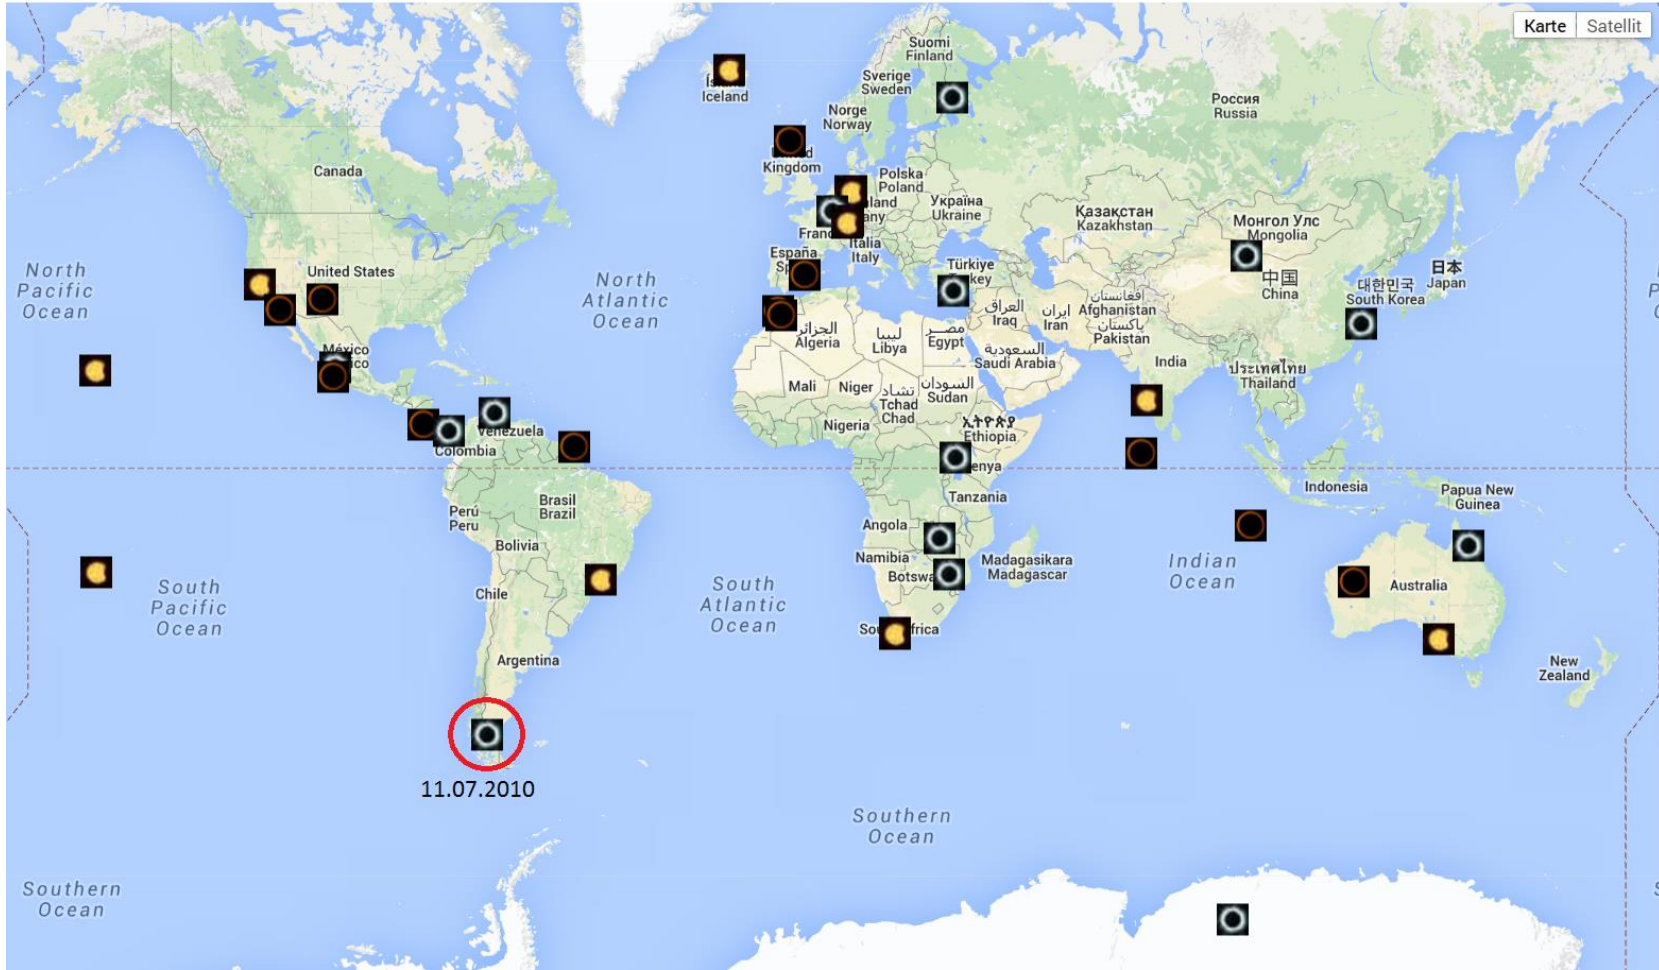 Karte
Satellit
Suomi
Finland
Sverige
Sweden
Norge
Norway
Iceland
Россия
Russia
Kingdom
Polska
Poland
Україна
Ukraine
Қазақстан
Kazakhstan
Монгол Улс
Mongolia
Canada
Italia
Italy
España
Türkiye
United States
North
Pacific
Ocean
North
Atlantic
Ocean
中国
China
대한민국
South Korea
日本
Japan
México
الجزائر
Algeria
ليبيا
Libya
مصر
Egypt
العراق
Iraq
ایران
Iran
افغانستان
Afghanistan
پاکستان
Pakistan
السعودية
Saudi Arabia
India
ประเทศไทย
Thailand
Mali
Niger
تشاد
Tchad
Chad
السودان
Sudan
Nigeria
ኢትዮጵያ
Ethiopia
Venezuela
Colombia
Tanzania
Indonesia
Papua New
Guinea
Brasil
Brazil
Perú
Peru
Bolivia
Angola
Namibia
Madagasikara
Madagascar
Indian
Ocean
Australia
Chile
South
Pacific
Ocean
South
Atlantic
Ocean
Argentina
New
Zealand
11.07.2010
Southern
Ocean
Southern
Ocean